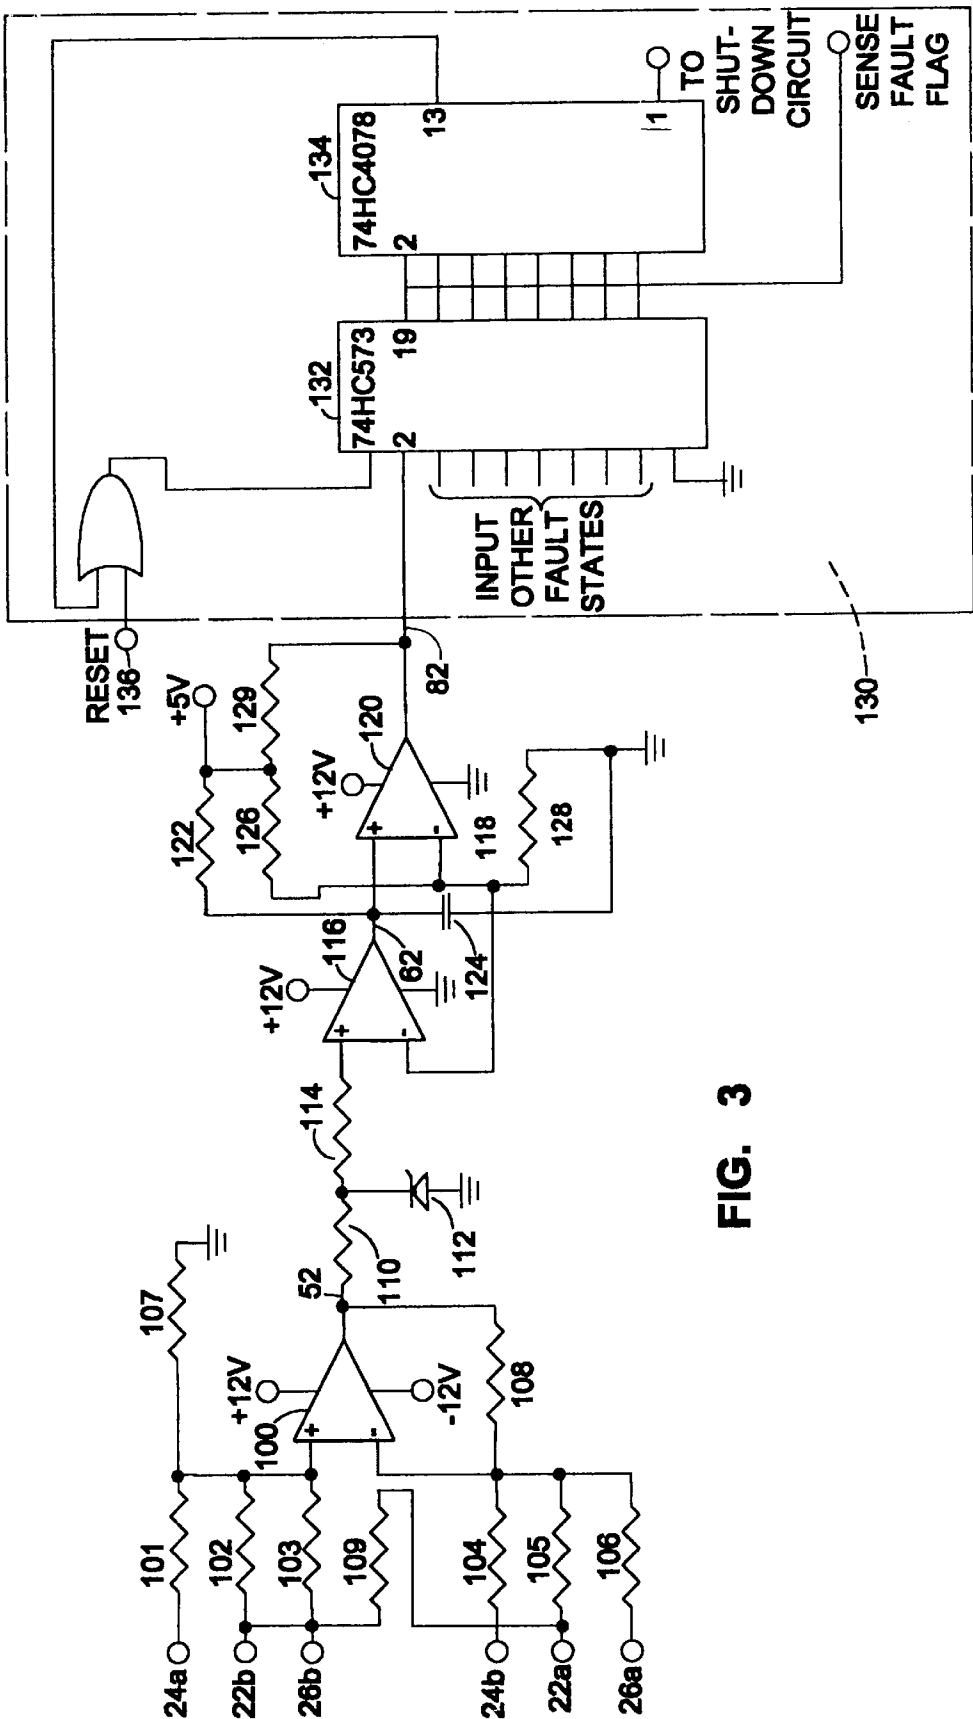 24a
22b
26b
24b
22a
26a
101
102
103
109
104
105
106
107
+12V
100
+
-
-12V
108
52
110
112
114
+12V
116
+
-
62
124
122
126
129
+5V
+12V
120
+
-
118
128
82
RESET
136
130
INPUT
OTHER
FAULT
STATES
132
74HC573
2
19
134
74HC4078
2
13
1
TO
SHUT-
DOWN
CIRCUIT
SENSE
FAULT
FLAG
FIG. 3